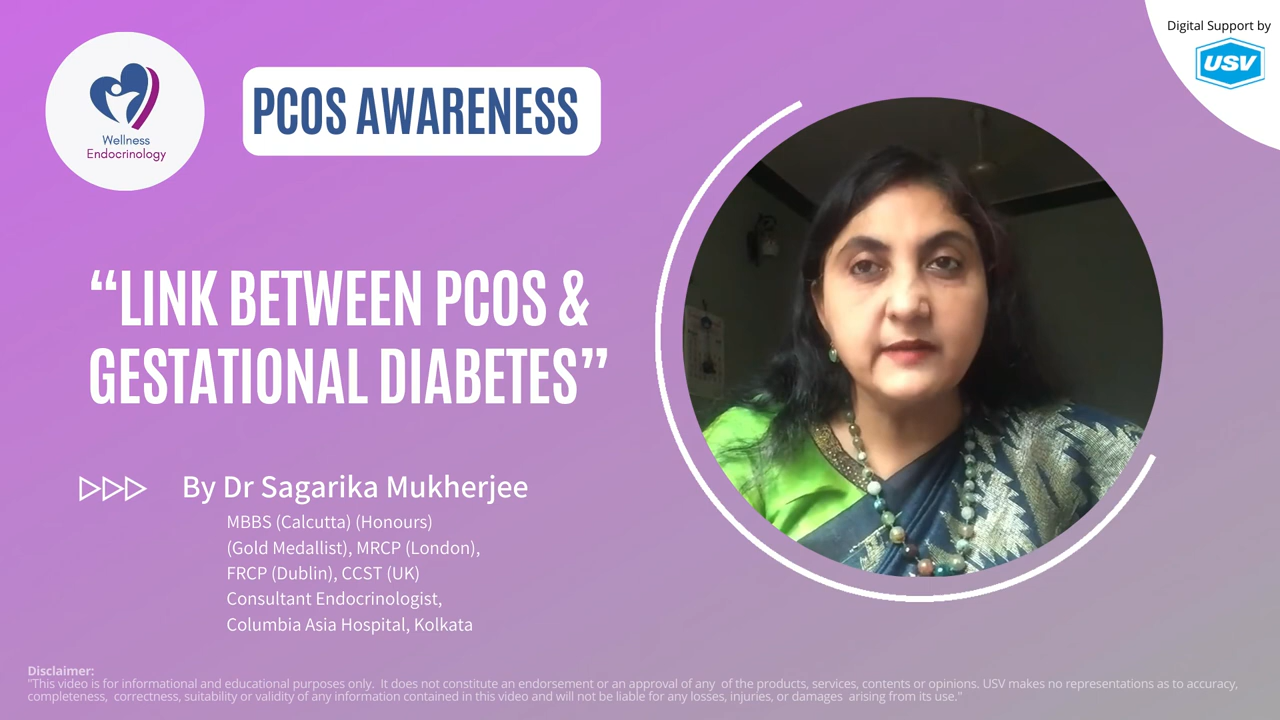 Digital Support by
USV
Wellness
Endocrinology
PCOS AWARENESS
“LINK BETWEEN PCOS &
GESTATIONAL DIABETES”
By Dr Sagarika Mukherjee
MBBS (Calcutta) (Honours)
(Gold Medallist), MRCP (London),
FRCP (Dublin), CCST (UK)
Consultant Endocrinologist,
Columbia Asia Hospital, Kolkata
Disclaimer:
"This video is for informational and educational purposes only. It does not constitute an endorsement or an approval of any of the products, services, contents or opinions. USV makes no representations as to accuracy,
completeness, correctness, suitability or validity of any information contained in this video and will not be liable for any losses, injuries, or damages arising from its use."